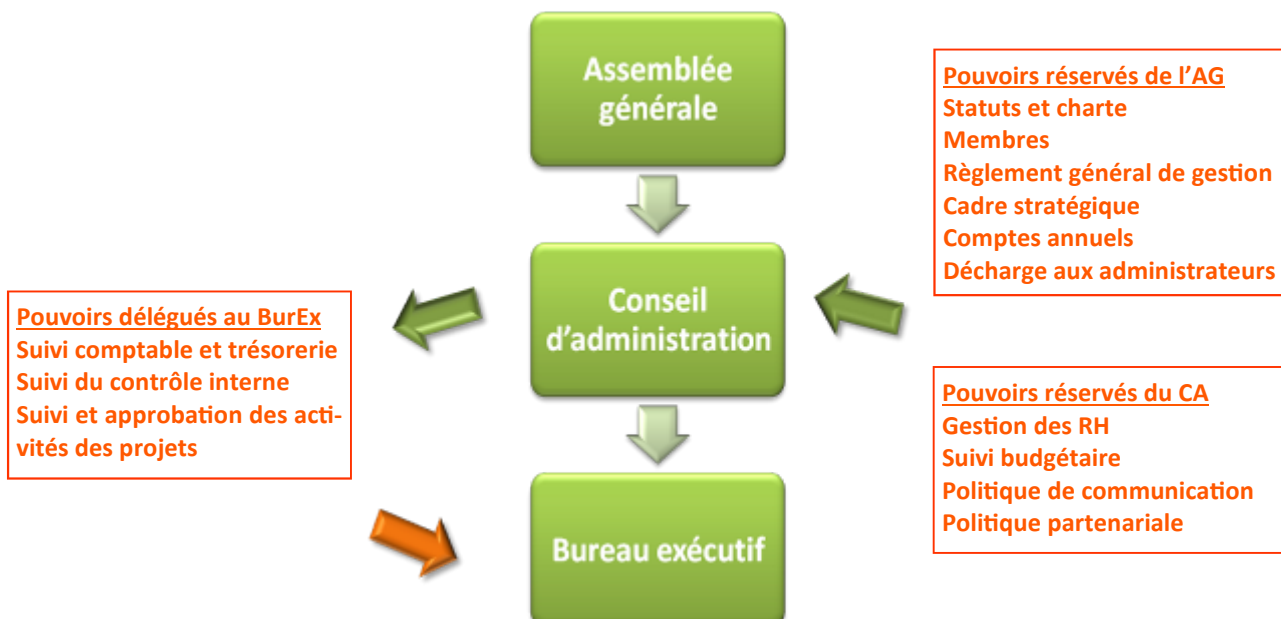 Assemblée
générale
Pouvoirs réservés de l’AG
Statuts et charte
Membres
Règlement général de gestion
Cadre stratégique
Comptes annuels
Décharge aux administrateurs
Conseil
d’administration
Pouvoirs délégués au BurEx
Suivi comptable et trésorerie
Suivi du contrôle interne
Suivi et approbation des acti-
vités des projets
Pouvoirs réservés du CA
Gestion des RH
Suivi budgétaire
Politique de communication
Politique partenariale
Bureau exécutif